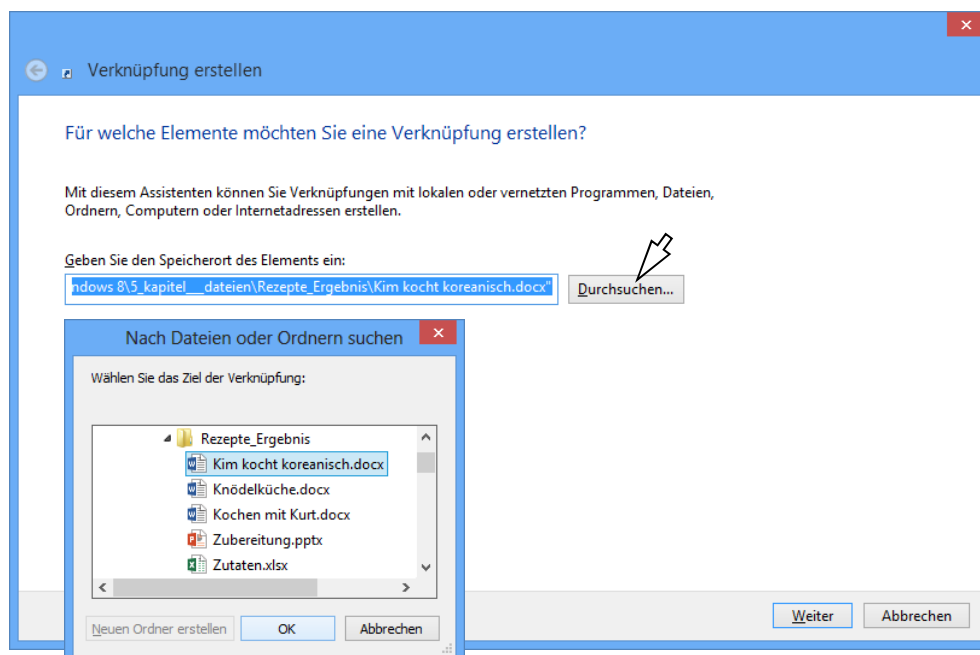 Verknüpfung erstellen
Für welche Elemente möchten Sie eine Verknüpfung erstellen?
Mit diesem Assistenten können Sie Verknüpfungen mit lokalen oder vernetzten Programmen, Dateien,
Ordnern, Computern oder Internetadressen erstellen.
Geben Sie den Speicherort des Elements ein:
ndows 8\5_kapitel___dateien\Rezepte_Ergebnis\Kim kocht koreanisch.docx"
Durchsuchen...
Nach Dateien oder Ordnern suchen
Wählen Sie das Ziel der Verknüpfung:
Rezepte_Ergebnis
Kim kocht koreanisch.docx
Knödelküche.docx
Kochen mit Kurt.docx
Zubereitung.pptx
Zutaten.xlsx
Neuen Ordner erstellen
OK
Abbrechen
Weiter
Abbrechen